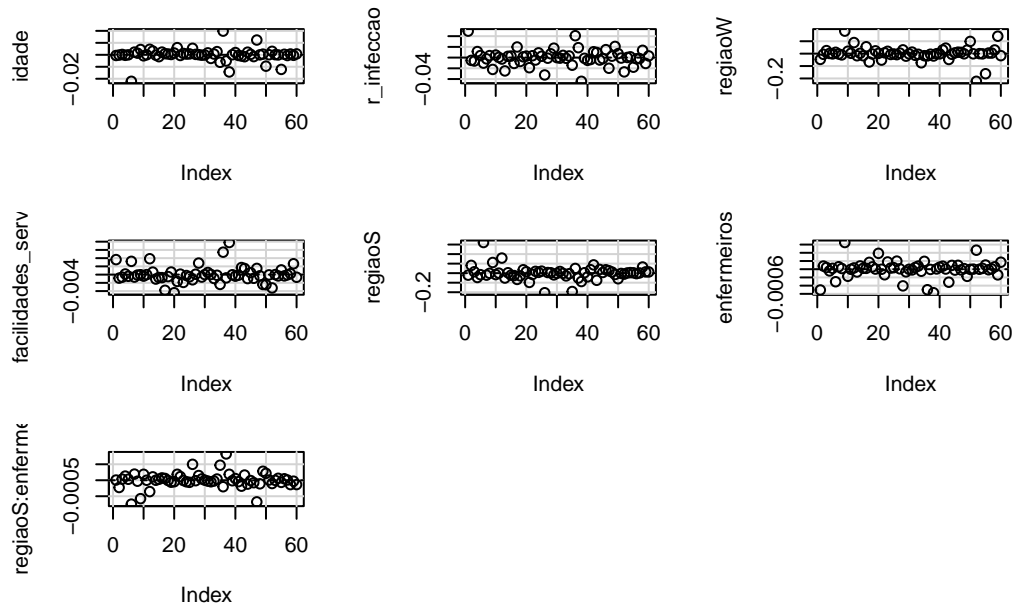 idade
−0.02
0 20 40 60
Index
r_infeccao
−0.04
0 20 40 60
Index
regiaoW
−0.2
0 20 40 60
Index
facilidades_serv
−0.004
0 20 40 60
Index
regiaoS
−0.2
0 20 40 60
Index
enfermeiros
−0.0006
0 20 40 60
Index
regiaoS:enferme
−0.0005
0 20 40 60
Index